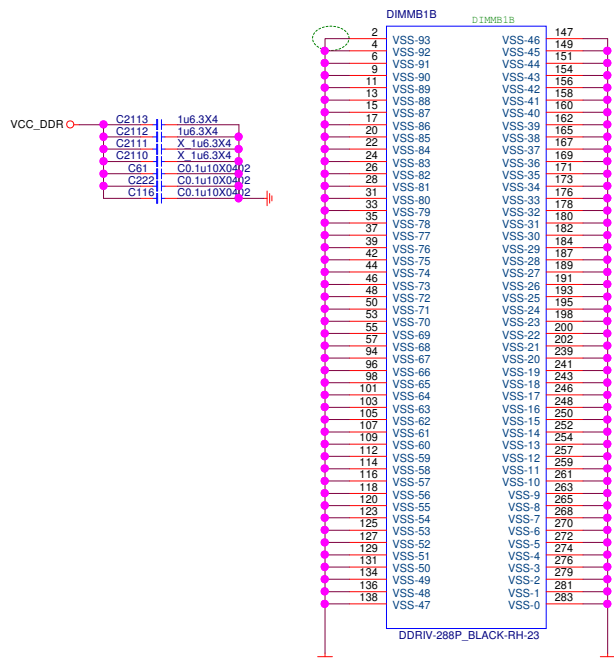 DIMMB1B
DIMMB1B
2 VSS-93 VSS-46 147
4 VSS-92 VSS-45 149
6 VSS-91 VSS-44 151
9 VSS-90 VSS-43 154
11 VSS-89 VSS-42 156
13 VSS-88 VSS-41 158
15 VSS-87 VSS-40 160
17 VSS-86 VSS-39 162
20 VSS-85 VSS-38 165
22 VSS-84 VSS-37 167
24 VSS-83 VSS-36 169
26 VSS-82 VSS-35 171
28 VSS-81 VSS-34 173
31 VSS-80 VSS-33 176
33 VSS-79 VSS-32 178
35 VSS-78 VSS-31 180
37 VSS-77 VSS-30 182
39 VSS-76 VSS-29 184
42 VSS-75 VSS-28 187
44 VSS-74 VSS-27 189
46 VSS-73 VSS-26 191
48 VSS-72 VSS-25 193
50 VSS-71 VSS-24 195
53 VSS-70 VSS-23 198
55 VSS-69 VSS-22 200
57 VSS-68 VSS-21 202
94 VSS-67 VSS-20 239
96 VSS-66 VSS-19 241
98 VSS-65 VSS-18 243
101 VSS-64 VSS-17 246
103 VSS-63 VSS-16 248
105 VSS-62 VSS-15 250
107 VSS-61 VSS-14 252
109 VSS-60 VSS-13 254
112 VSS-59 VSS-12 257
114 VSS-58 VSS-11 259
116 VSS-57 VSS-10 261
118 VSS-56 VSS-9 263
120 VSS-55 VSS-8 265
123 VSS-54 VSS-7 268
125 VSS-53 VSS-6 270
127 VSS-52 VSS-5 272
129 VSS-51 VSS-4 274
131 VSS-50 VSS-3 276
134 VSS-49 VSS-2 279
136 VSS-48 VSS-1 281
138 VSS-47 VSS-0 283
DDRIV-288P_BLACK-RH-23
VCC_DDR
C2113 1u6.3X4
C2112 1u6.3X4
C2111 X_1u6.3X4
C2110 X_1u6.3X4
C61 C0.1u10X0402
C222 C0.1u10X0402
C116 C0.1u10X0402